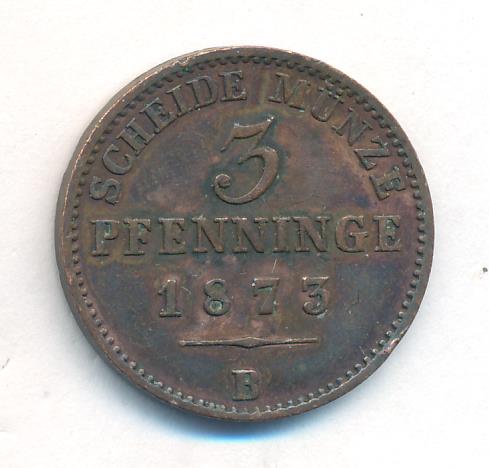 SCHEIDE MÜNZE
3
PFENNINGE
1873
B